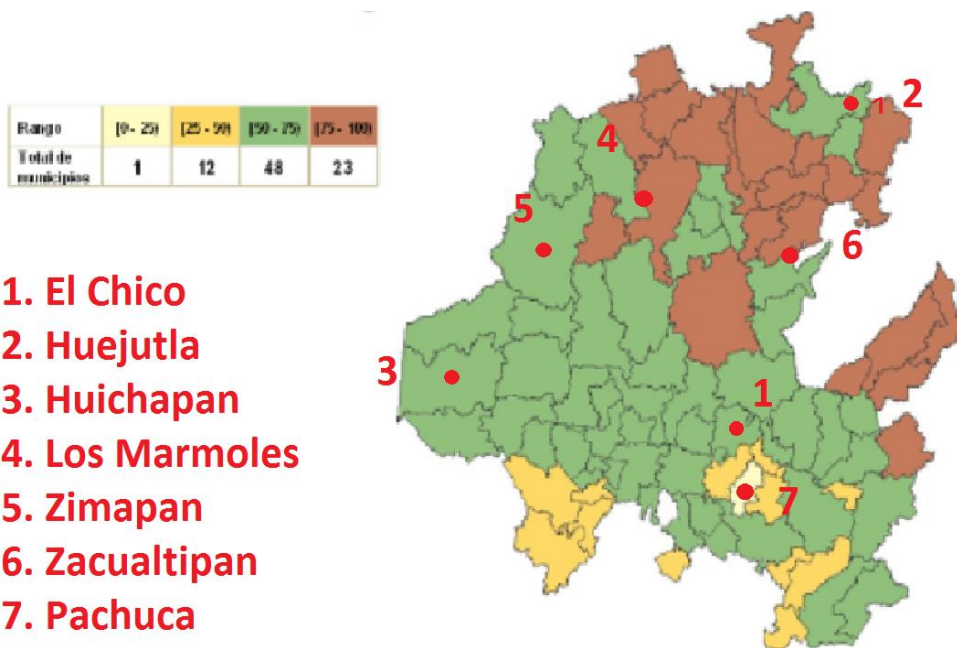 Rango [0- 25) [25 - 50) [50 - 75) [75 - 100)
Total de municipios 1 12 48 23
1. El Chico
2. Huejutla
3. Huichapan
4. Los Marmoles
5. Zimapan
6. Zacualtipan
7. Pachuca
1 2
4
5
6
3
1
7